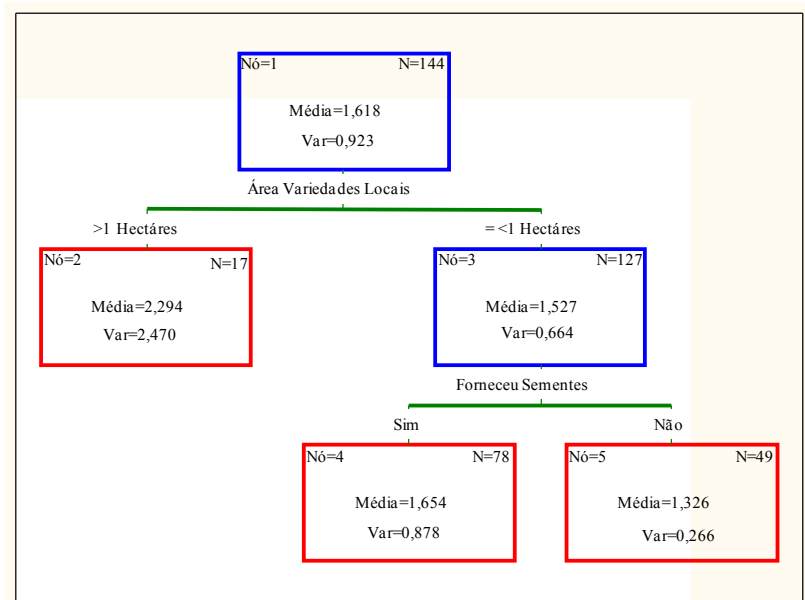 Nó=1 N=144
Média=1,618
Var=0,923
Área Variedades Locais
>1 Hectáres =<1 Hectáres
Nó=2 N=17
Média=2,294
Var=2,470
Nó=3 N=127
Média=1,527
Var=0,664
Forneceu Sementes
Sim Não
Nó=4 N=78
Média=1,654
Var=0,878
Nó=5 N=49
Média=1,326
Var=0,266